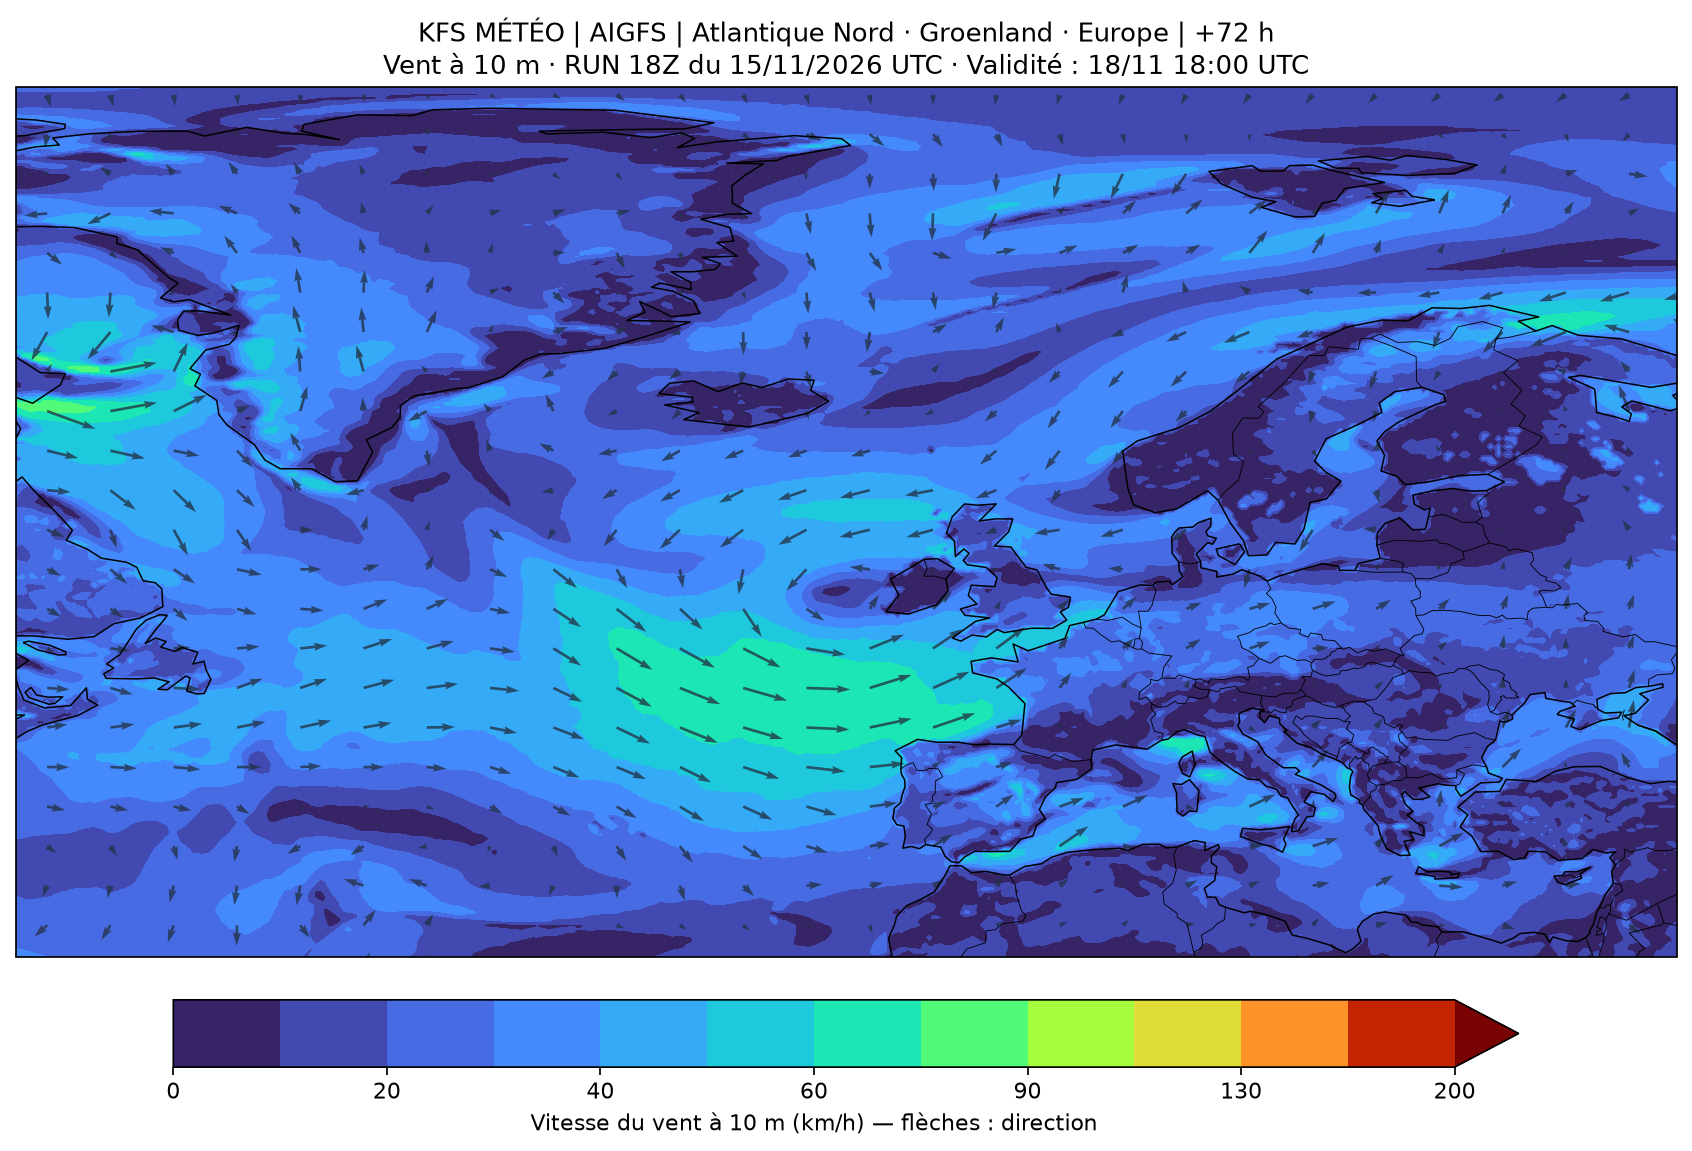 KFS MÉTÉO | AIGFS | Atlantique Nord · Groenland · Europe | +72 h
Vent à 10 m · RUN 18Z du 15/11/2026 UTC · Validité : 18/11 18:00 UTC
0 20 40 60 90 130 200
Vitesse du vent à 10 m (km/h) — flèches : direction